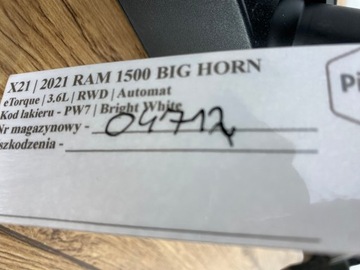 X21 | 2021 RAM 1500 BIG HORN
eTorque | 3.6L | RWD | Automat
Kod lakieru - PW7 | Bright White
Nr magazynowy - 04712
szkodzenia -
Pi